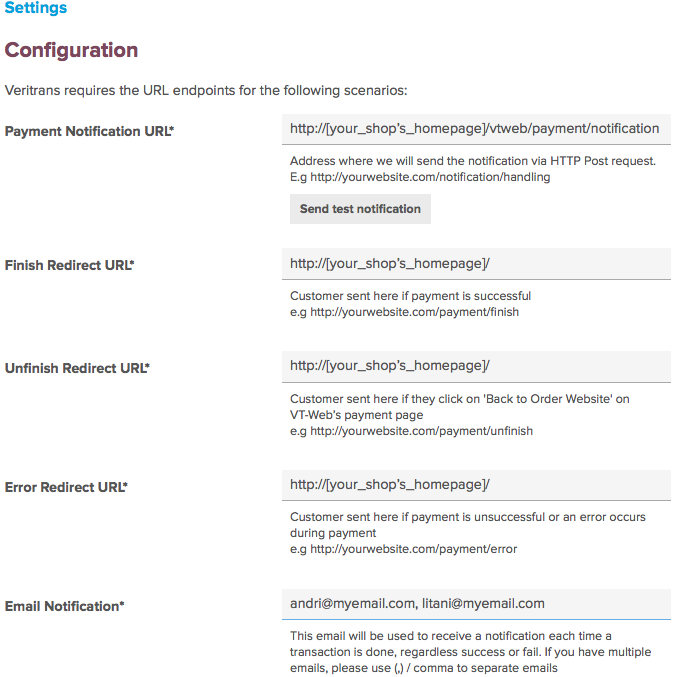 Settings
Configuration
Veritrans requires the URL endpoints for the following scenarios:
Payment Notification URL*
http://[your_shop's_homepage]/vtweb/payment/notification
Address where we will send the notification via HTTP Post request.
E.g http://yourwebsite.com/notification/handling
Send test notification
Finish Redirect URL*
http://[your_shop's_homepage]/
Customer sent here if payment is successful
e.g http://yourwebsite.com/payment/finish
Unfinish Redirect URL*
http://[your_shop's_homepage]/
Customer sent here if they click on 'Back to Order Website' on
VT-Web's payment page
e.g http://yourwebsite.com/payment/unfinish
Error Redirect URL*
http://[your_shop's_homepage]/
Customer sent here if payment is unsuccessful or an error occurs
during payment
e.g http://yourwebsite.com/payment/error
Email Notification*
andri@myemail.com, litani@myemail.com
This email will be used to receive a notification each time a
transaction is done, regardless success or fail. If you have multiple
emails, please use (,) / comma to separate emails